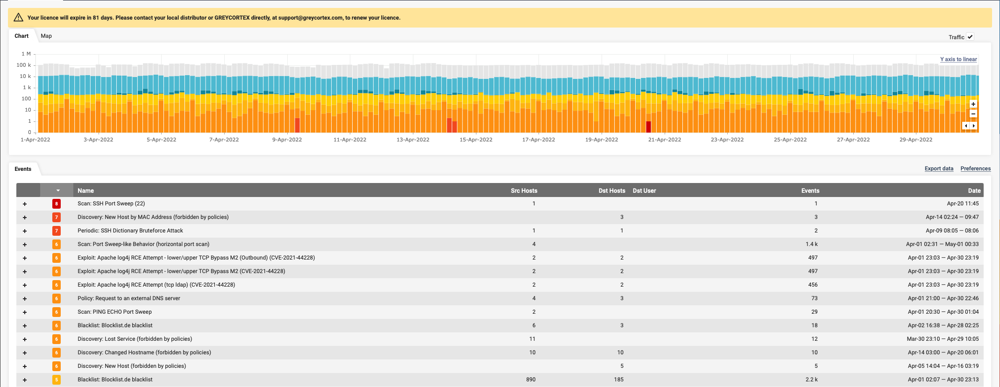 Your licence will expire in 81 days. Please contact your local distributor or GREYCORTEX directly, at support@greycortex.com, to renew your licence.
Chart Map Traffic
1 M
100 k
10 k
1 k
100
10
1
0
Y axis to linear
1-Apr-2022 3-Apr-2022 5-Apr-2022 7-Apr-2022 9-Apr-2022 11-Apr-2022 13-Apr-2022 15-Apr-2022 17-Apr-2022 19-Apr-2022 21-Apr-2022 23-Apr-2022 25-Apr-2022 27-Apr-2022 29-Apr-2022
Events Export data Preferences
Name Src Hosts Dst Hosts Dst User Events Date
+ 8 Scan: SSH Port Sweep (22) 1 1 Apr-20 11:45
+ 7 Discovery: New Host by MAC Address (forbidden by policies) 3 3 Apr-14 02:24 — 09:47
+ 7 Periodic: SSH Dictionary Bruteforce Attack 1 1 2 Apr-09 08:05 — 08:06
+ 6 Scan: Port Sweep-like Behavior (horizontal port scan) 4 1.4 k Apr-01 02:31 — May-01 00:33
+ 6 Exploit: Apache log4j RCE Attempt - lower/upper TCP Bypass M2 (Outbound) (CVE-2021-44228) 2 2 497 Apr-01 23:03 — Apr-30 23:19
+ 6 Exploit: Apache log4j RCE Attempt - lower/upper TCP Bypass M2 (CVE-2021-44228) 2 2 497 Apr-01 23:03 — Apr-30 23:19
+ 6 Exploit: Apache log4j RCE Attempt (tcp ldap) (CVE-2021-44228) 2 2 456 Apr-01 23:03 — Apr-30 23:19
+ 6 Policy: Request to an external DNS server 4 3 73 Apr-01 21:00 — Apr-30 22:46
+ 6 Scan: PING ECHO Port Sweep 2 29 Apr-01 20:30 — Apr-30 01:04
+ 6 Blacklist: Blocklist.de blacklist 6 3 18 Apr-02 16:38 — Apr-28 02:25
+ 6 Discovery: Lost Service (forbidden by policies) 11 12 Mar-30 23:10 — Apr-29 10:05
+ 6 Discovery: Changed Hostname (forbidden by policies) 10 10 10 Apr-14 03:00 — Apr-20 06:01
+ 6 Discovery: New Host (forbidden by policies) 5 5 Apr-05 14:04 — Apr-16 03:19
+ 5 Blacklist: Blocklist.de blacklist 890 185 2.2 k Apr-01 02:07 — Apr-30 23:13